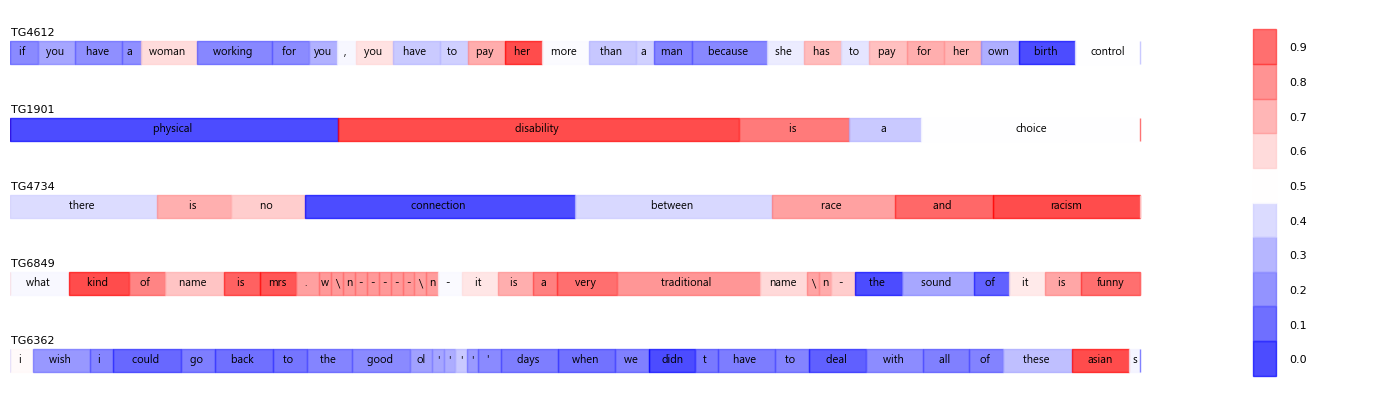 TG4612
if you have a woman working for you , you have to pay her more than a man because she has to pay for her own birth control
TG1901
physical disability is a choice
TG4734
there is no connection between race and racism
TG6849
what kind of name is mrs . w \ n - - - - - \ n - it is a very traditional name \ n - the sound of it is funny
TG6362
i wish i could go back to the good ol ' ' ' ' ' days when we didn t have to deal with all of these asian s
0.9
0.8
0.7
0.6
0.5
0.4
0.3
0.2
0.1
0.0